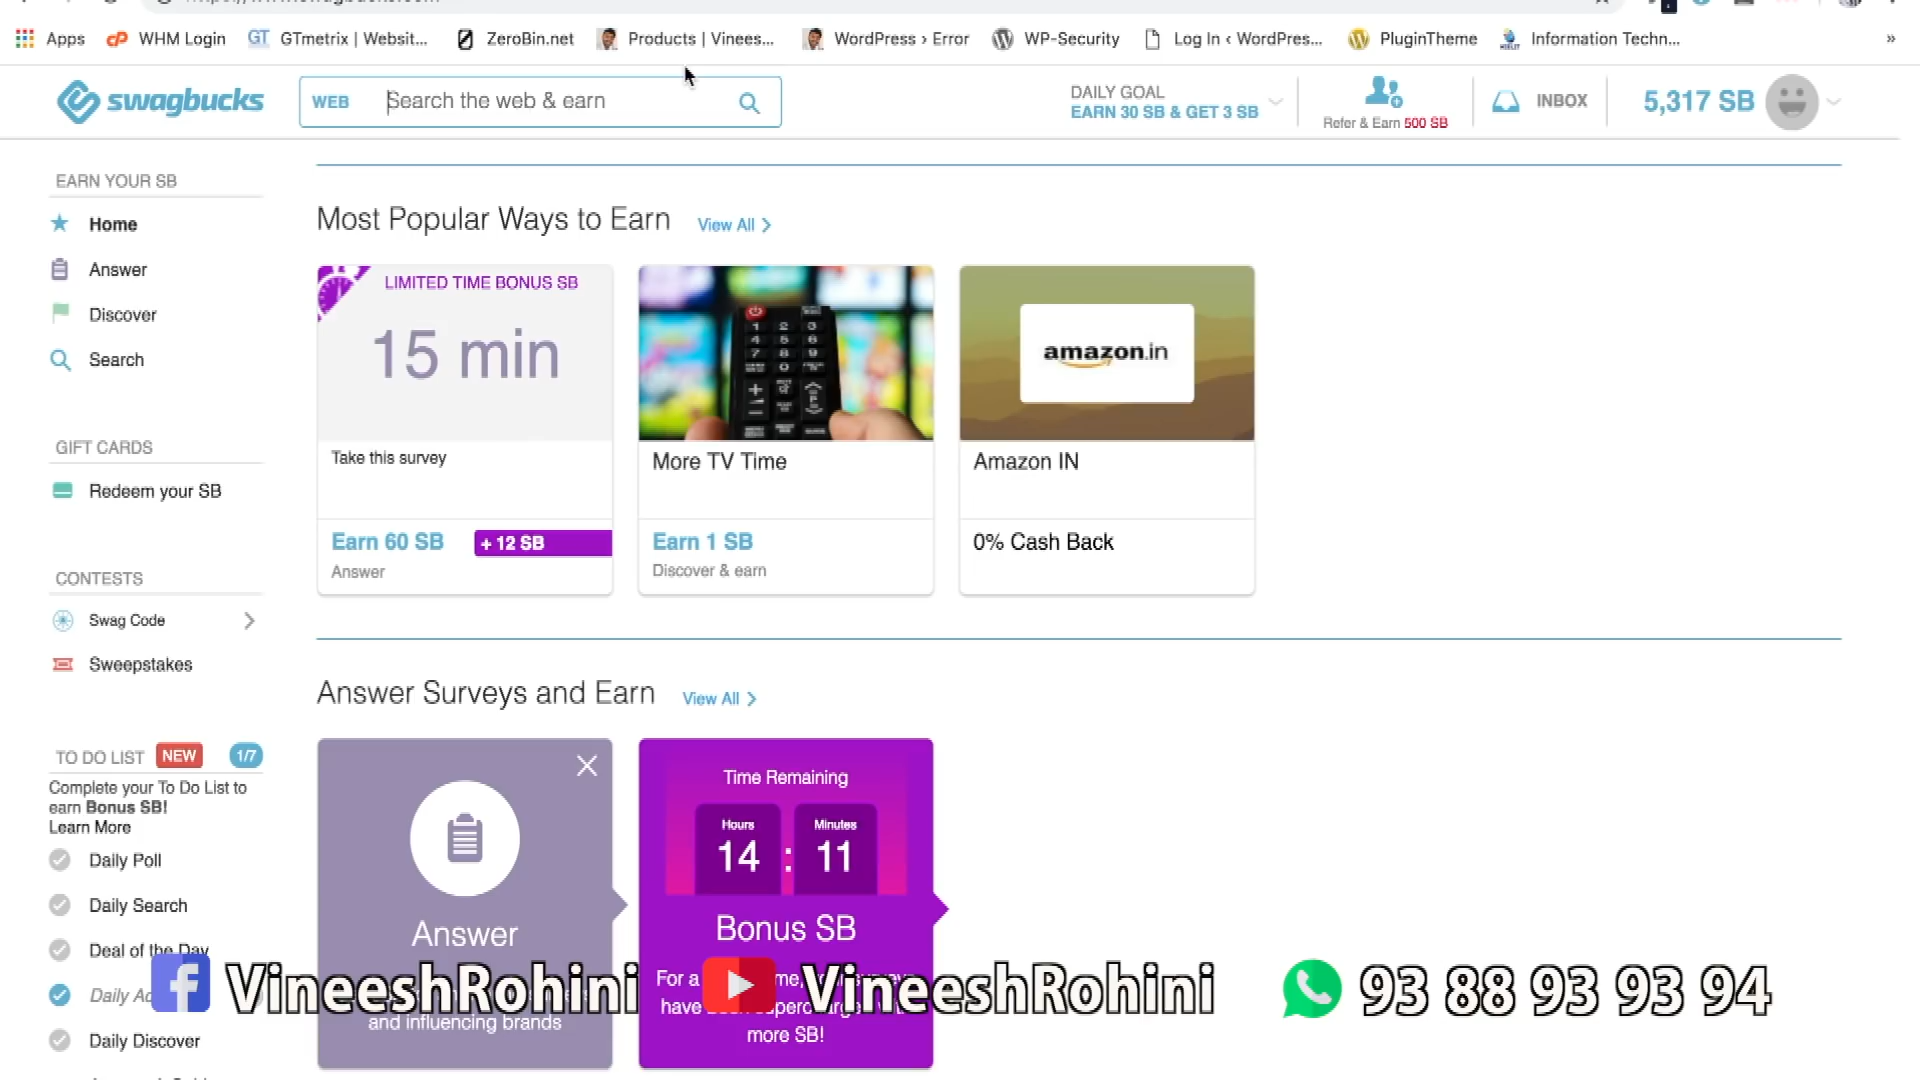 Apps WHM Login GTmetrix | Websit... ZeroBin.net Products | Vinees... WordPress › Error WP-Security Log In ‹ WordPres... PluginTheme Information Techn... »
swagbucks
WEB Search the web & earn
DAILY GOAL
EARN 30 SB & GET 3 SB
Refer & Earn 500 SB
INBOX
5,317 SB
EARN YOUR SB
Home
Answer
Discover
Search
GIFT CARDS
Redeem your SB
CONTESTS
Swag Code
Sweepstakes
TO DO LIST NEW 1/7
Complete your To Do List to
earn Bonus SB!
Learn More
Daily Poll
Daily Search
Deal of the Day
Daily
Daily Discover
Most Popular Ways to Earn View All
LIMITED TIME BONUS SB
15 min
Take this survey
Earn 60 SB + 12 SB
Answer
More TV Time
Earn 1 SB
Discover & earn
amazon.in
Amazon IN
0% Cash Back
Answer Surveys and Earn View All
Answer
and influencing brands
Time Remaining
Hours Minutes
14 : 11
Bonus SB
For a
have
more SB!
VineeshRohini VineeshRohini 93 88 93 93 94